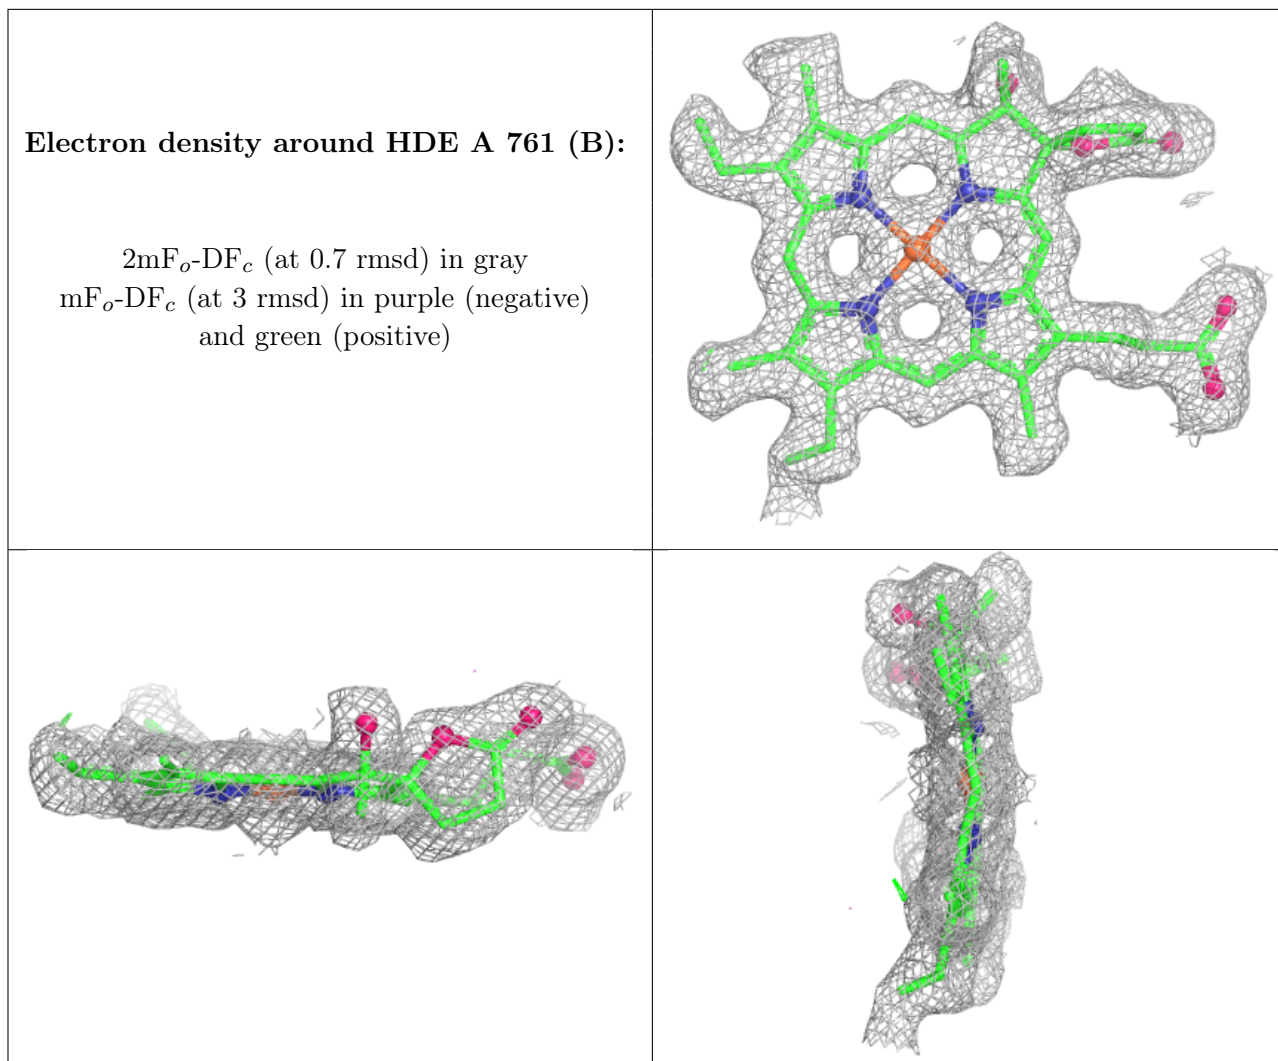 Electron density around HDE A 761 (B):
2mFo-DFc (at 0.7 rmsd) in gray
mFo-DFc (at 3 rmsd) in purple (negative)
and green (positive)